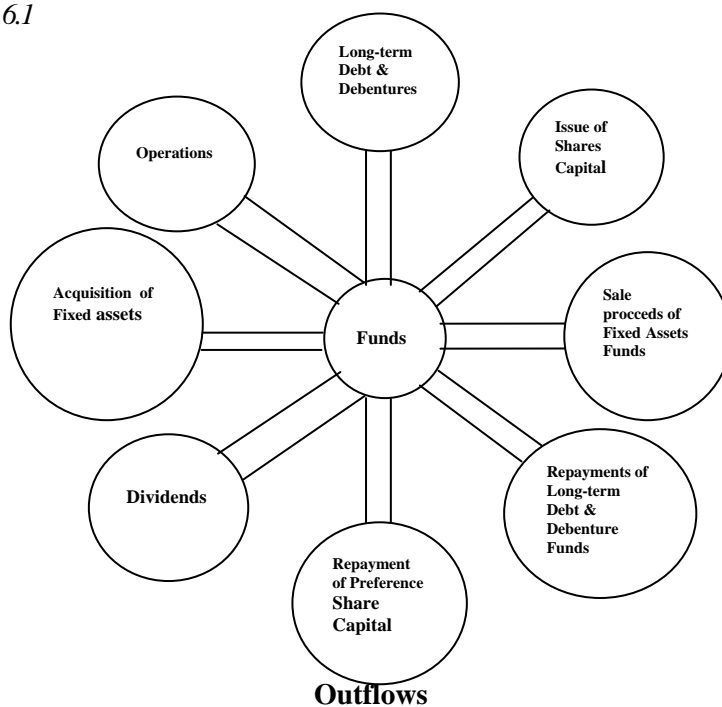 6.1
Long-term
Debt &
Debentures
Issue of
Shares
Capital
Operations
Acquisition of
Fixed assets
Funds
Sale
procceds of
Fixed Assets
Funds
Dividends
Repayments of
Long-term
Debt &
Debenture
Funds
Repayment
of Preference
Share
Capital
Outflows